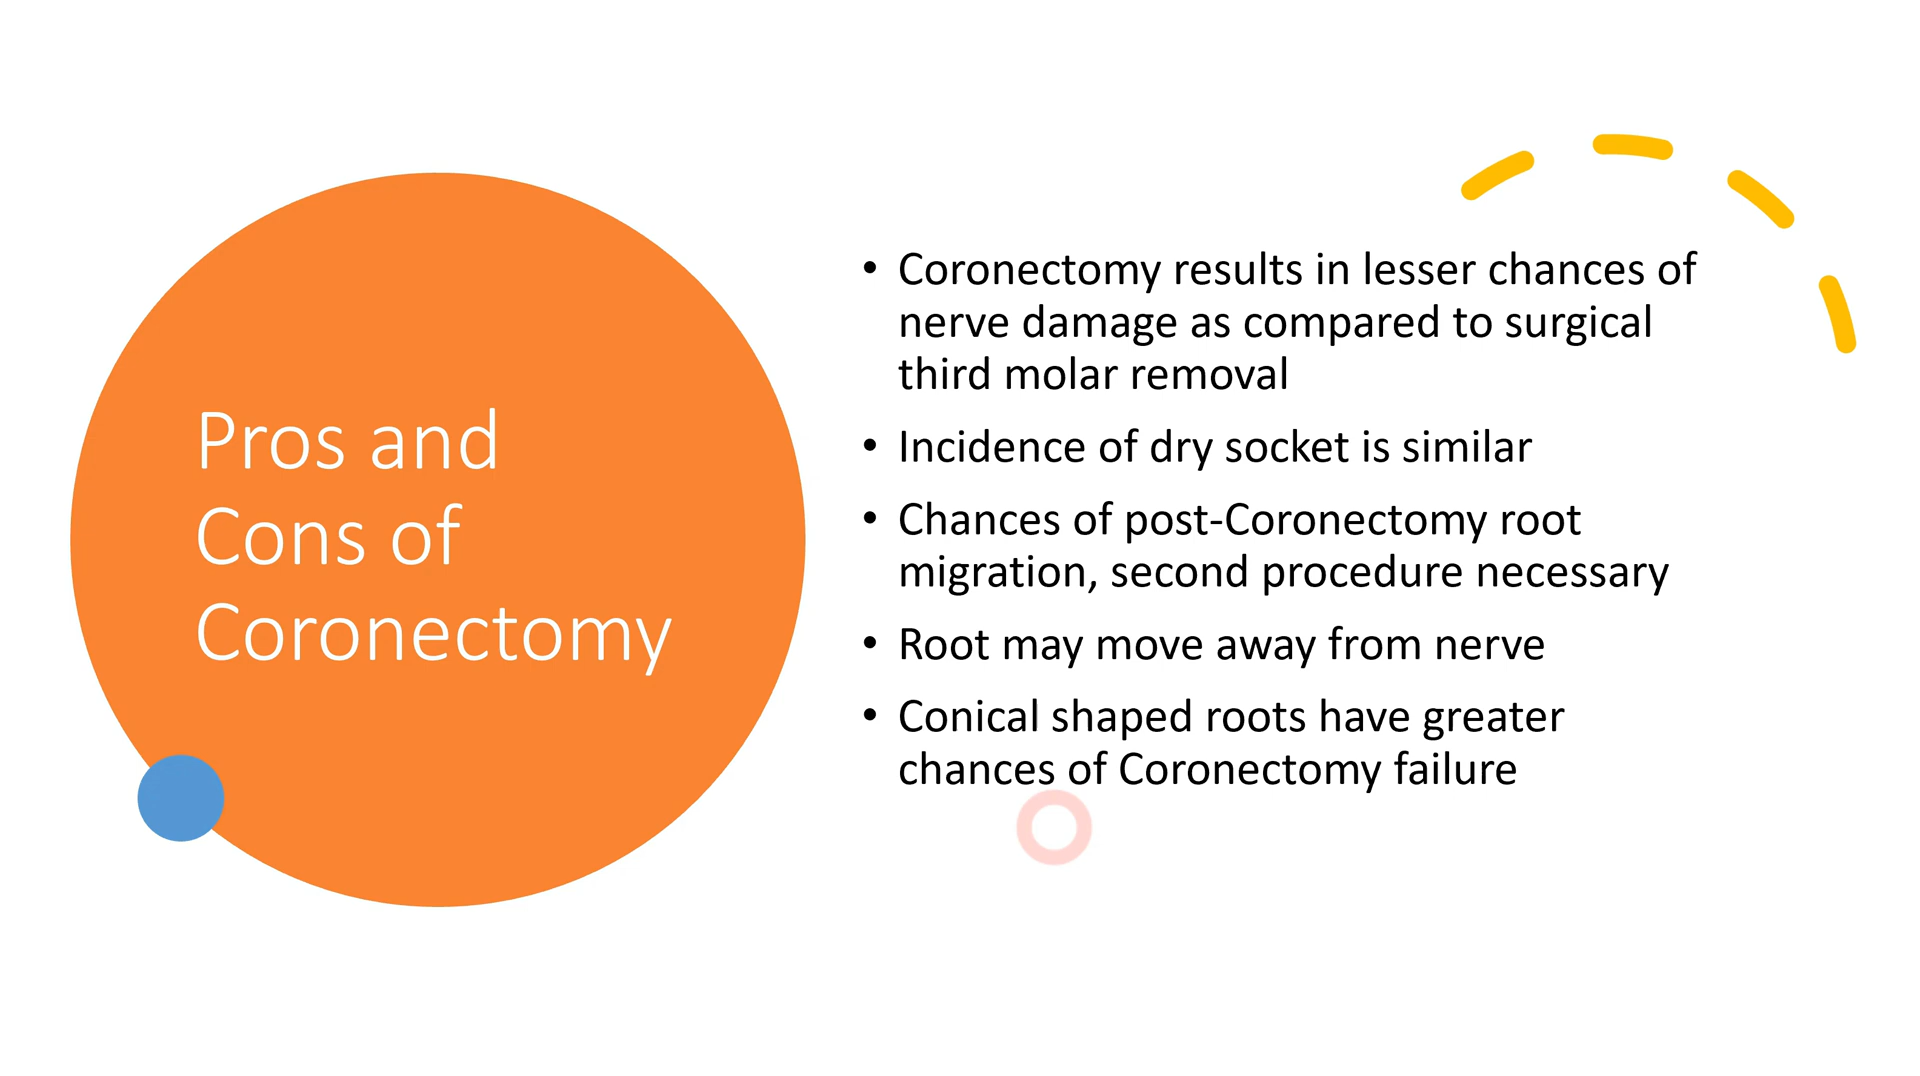 Pros and
Cons of
Coronectomy
• Coronectomy results in lesser chances of
nerve damage as compared to surgical
third molar removal
• Incidence of dry socket is similar
• Chances of post-Coronectomy root
migration, second procedure necessary
• Root may move away from nerve
• Conical shaped roots have greater
chances of Coronectomy failure